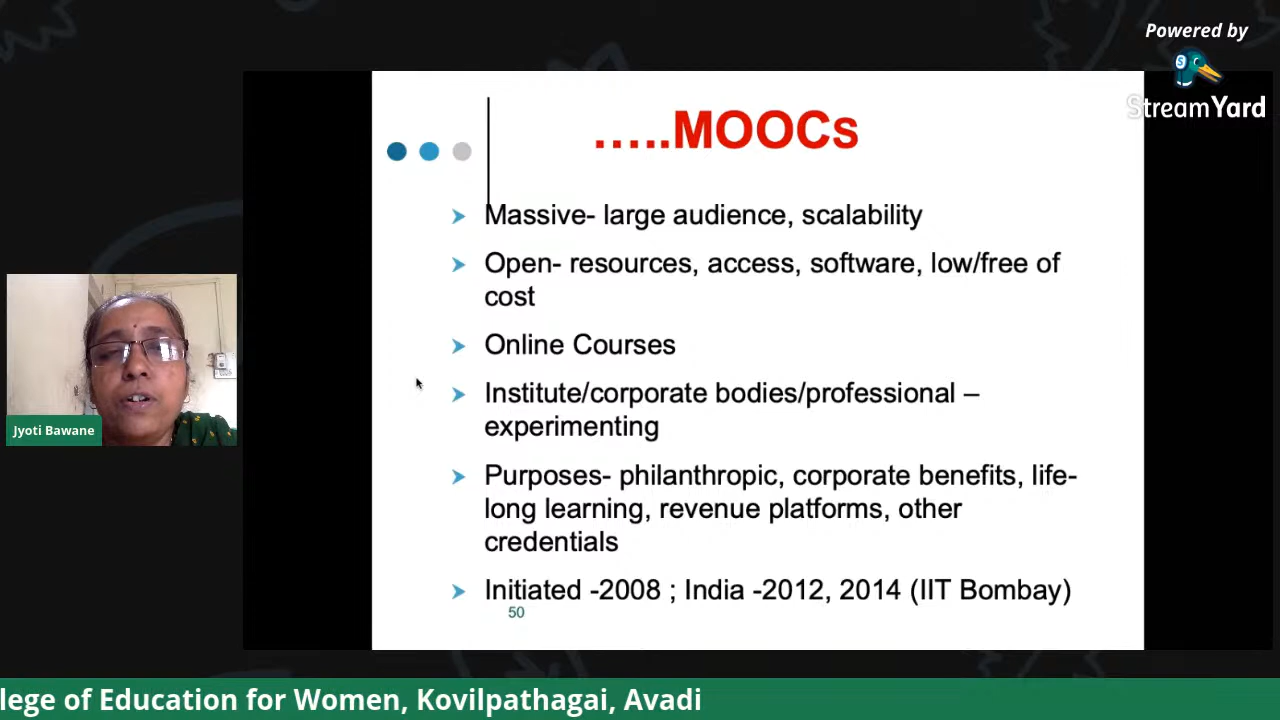 Powered by
StreamYard
.....MOOCs
➤ Massive- large audience, scalability
➤ Open- resources, access, software, low/free of
cost
➤ Online Courses
➤ Institute/corporate bodies/professional –
experimenting
➤ Purposes- philanthropic, corporate benefits, life-
long learning, revenue platforms, other
credentials
➤ Initiated -2008 ; India -2012, 2014 (IIT Bombay)
50
Jyoti Bawane
llege of Education for Women, Kovilpathagai, Avadi